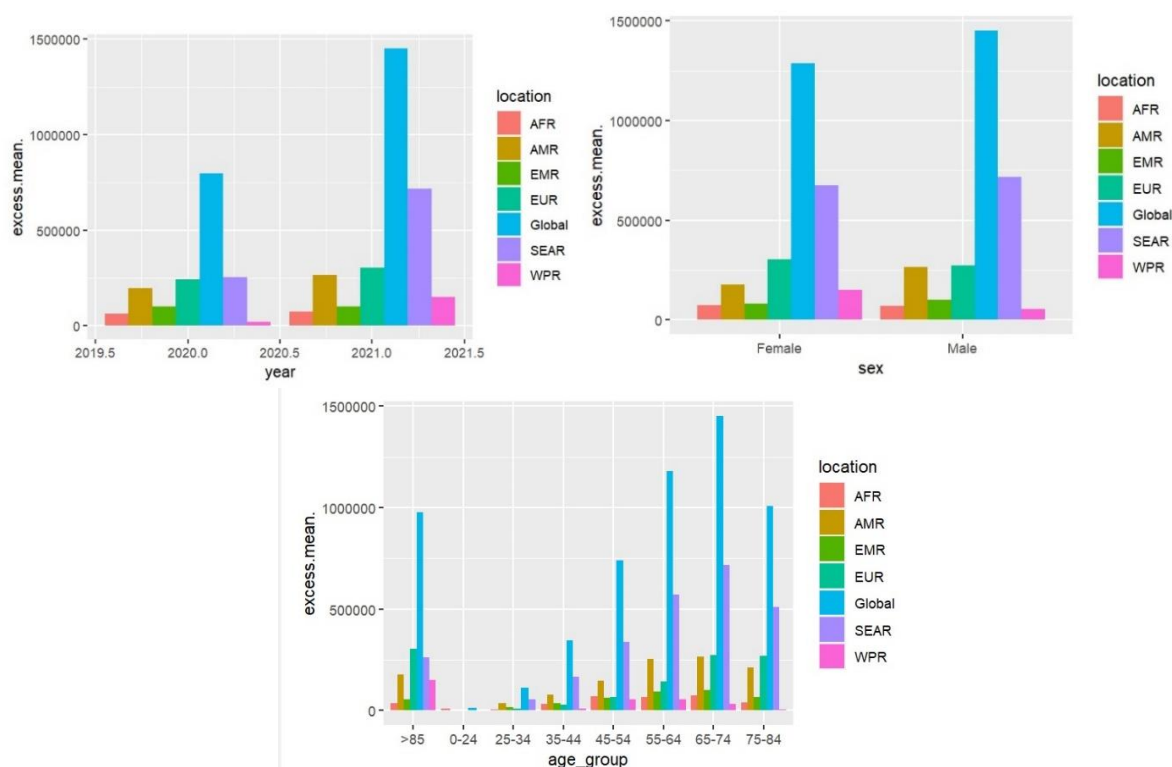 1500000
1000000
500000
0
excess.mean.
2019.5 2020.0 2020.5 2021.0 2021.5
year
location
AFR
AMR
EMR
EUR
Global
SEAR
WPR
1500000
1000000
500000
0
excess.mean.
Female Male
sex
location
AFR
AMR
EMR
EUR
Global
SEAR
WPR
1500000
1000000
500000
0
excess.mean.
>85 0-24 25-34 35-44 45-54 55-64 65-74 75-84
age_group
location
AFR
AMR
EMR
EUR
Global
SEAR
WPR